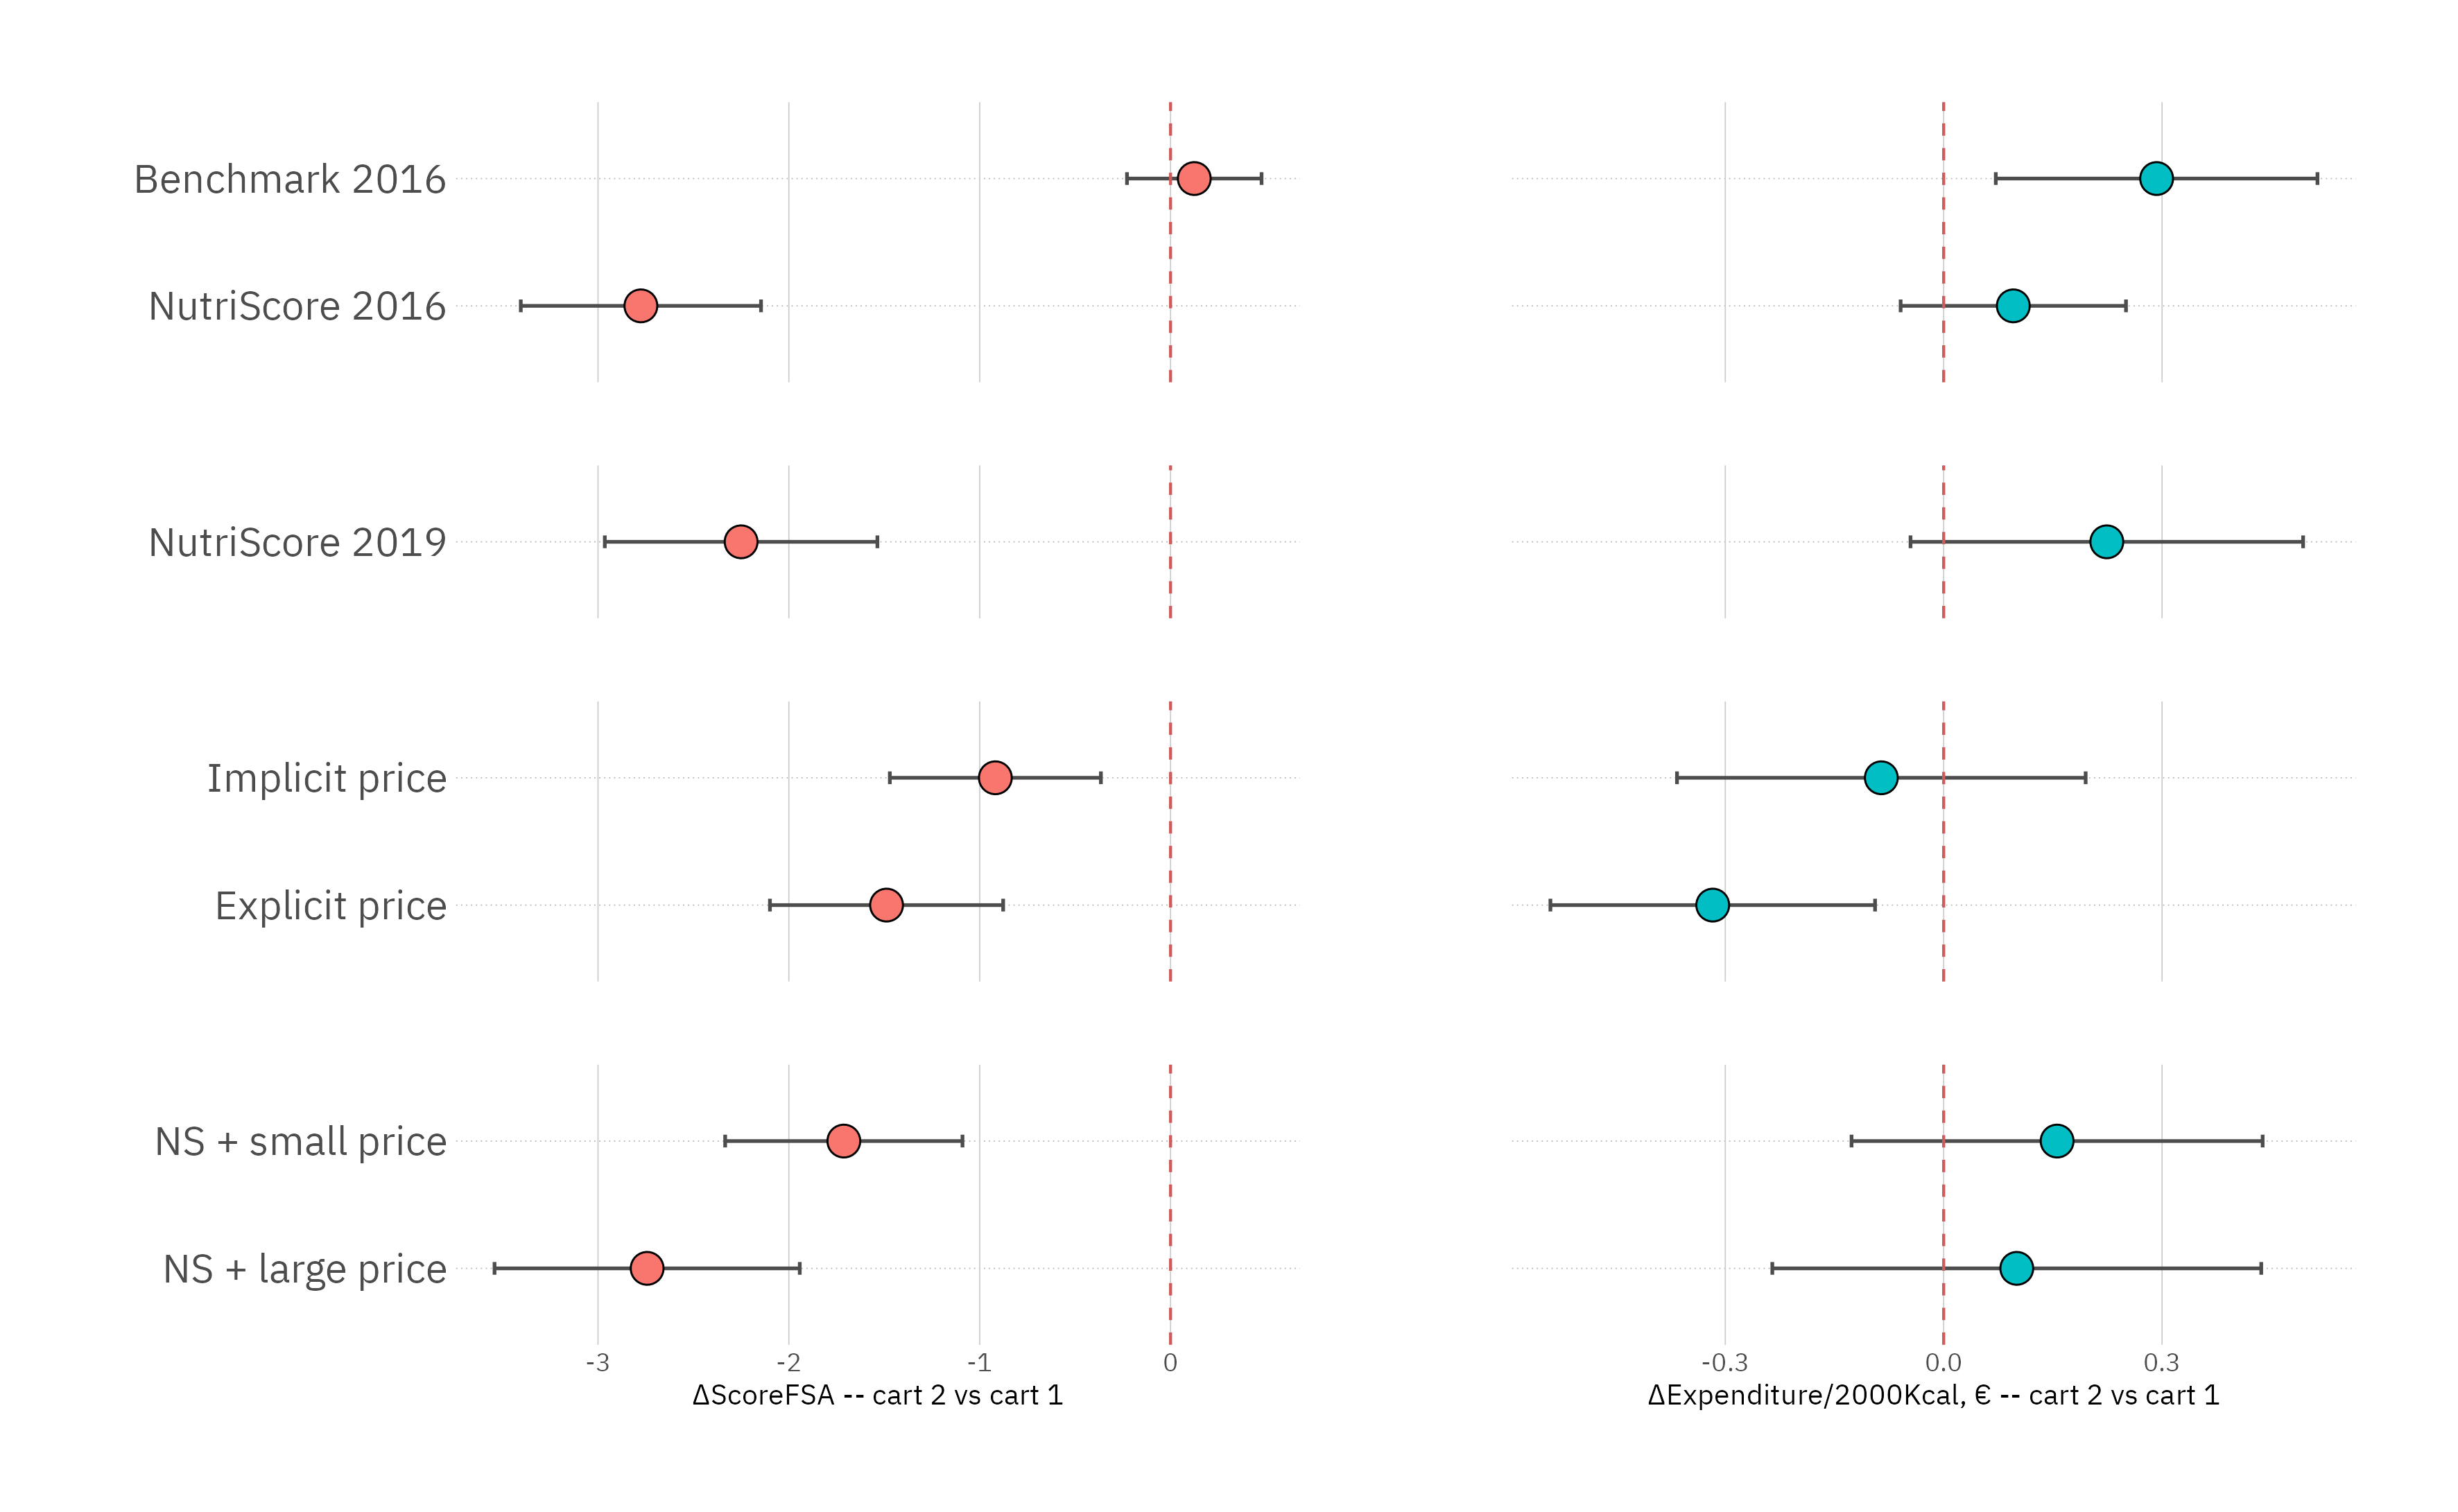 Benchmark 2016
NutriScore 2016
NutriScore 2019
Implicit price
Explicit price
NS + small price
NS + large price
-3 -2 -1 0
-0.3 0.0 0.3
ΔScoreFSA -- cart 2 vs cart 1
ΔExpenditure/2000Kcal, € -- cart 2 vs cart 1